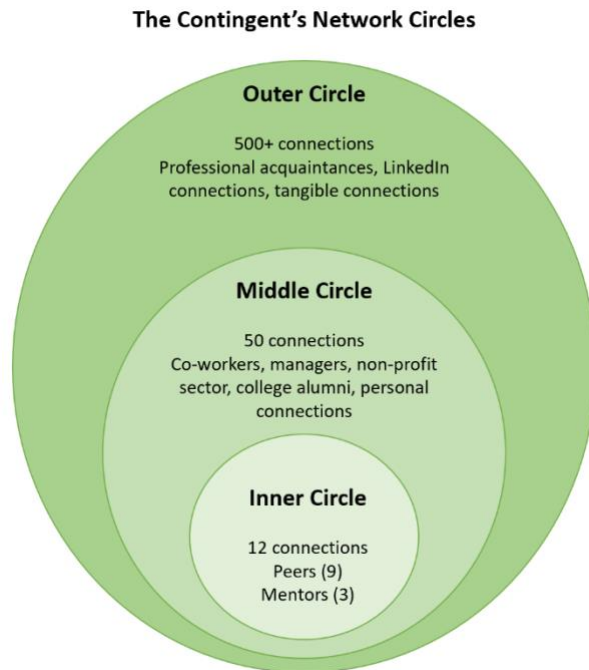 The Contingent’s Network Circles
Outer Circle
500+ connections
Professional acquaintances, LinkedIn
connections, tangible connections
Middle Circle
50 connections
Co-workers, managers, non-profit
sector, college alumni, personal
connections
Inner Circle
12 connections
Peers (9)
Mentors (3)